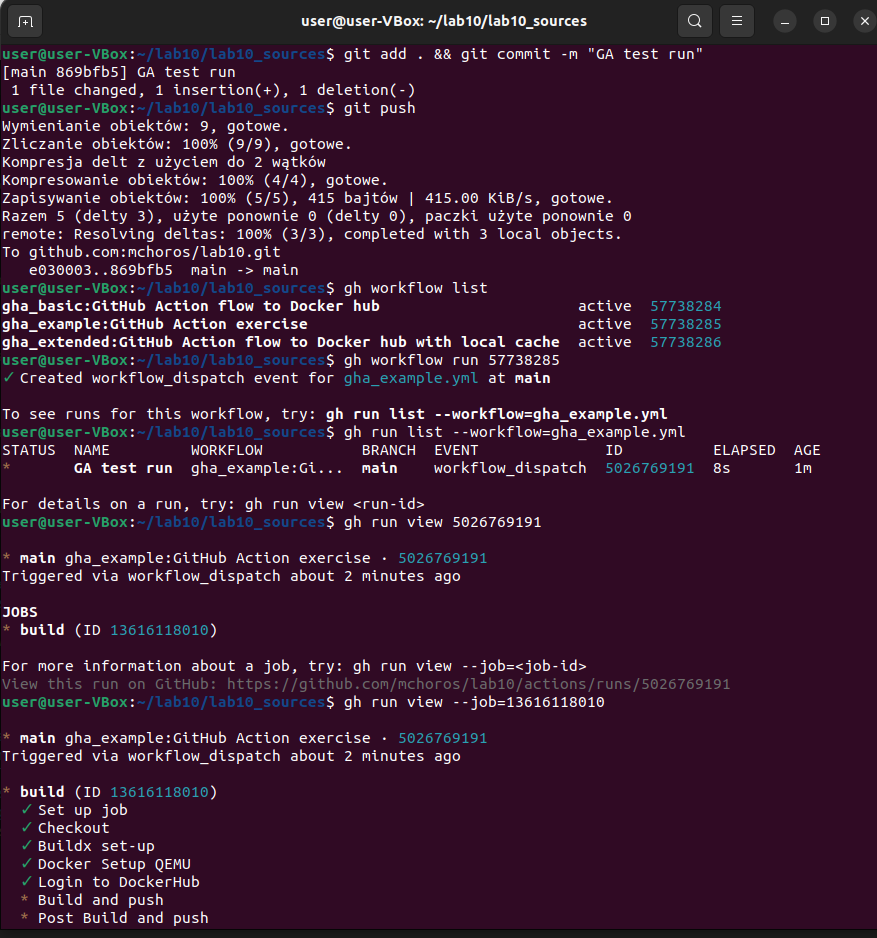 user@user-VBox: ~/lab10/lab10_sources
user@user-VBox:~/lab10/lab10_sources$ git add . && git commit -m "GA test run"
[main 869bfb5] GA test run
 1 file changed, 1 insertion(+), 1 deletion(-)
user@user-VBox:~/lab10/lab10_sources$ git push
Wymienianie obiektów: 9, gotowe.
Zliczanie obiektów: 100% (9/9), gotowe.
Kompresja delt z użyciem do 2 wątków
Kompresowanie obiektów: 100% (4/4), gotowe.
Zapisywanie obiektów: 100% (5/5), 415 bajtów | 415.00 KiB/s, gotowe.
Razem 5 (delty 3), użyte ponownie 0 (delty 0), paczki użyte ponownie 0
remote: Resolving deltas: 100% (3/3), completed with 3 local objects.
To github.com:mchoros/lab10.git
   e030003..869bfb5  main -> main
user@user-VBox:~/lab10/lab10_sources$ gh workflow list
gha_basic:GitHub Action flow to Docker hub                      active  57738284
gha_example:GitHub Action exercise                              active  57738285
gha_extended:GitHub Action flow to Docker hub with local cache  active  57738286
user@user-VBox:~/lab10/lab10_sources$ gh workflow run 57738285
✓ Created workflow_dispatch event for gha_example.yml at main
To see runs for this workflow, try: gh run list --workflow=gha_example.yml
user@user-VBox:~/lab10/lab10_sources$ gh run list --workflow=gha_example.yml
STATUS  NAME         WORKFLOW           BRANCH  EVENT              ID          ELAPSED  AGE
*       GA test run  gha_example:Gi...  main    workflow_dispatch  5026769191  8s       1m
For details on a run, try: gh run view <run-id>
user@user-VBox:~/lab10/lab10_sources$ gh run view 5026769191
* main gha_example:GitHub Action exercise · 5026769191
Triggered via workflow_dispatch about 2 minutes ago
JOBS
* build (ID 13616118010)
For more information about a job, try: gh run view --job=<job-id>
View this run on GitHub: https://github.com/mchoros/lab10/actions/runs/5026769191
user@user-VBox:~/lab10/lab10_sources$ gh run view --job=13616118010
* main gha_example:GitHub Action exercise · 5026769191
Triggered via workflow_dispatch about 2 minutes ago
* build (ID 13616118010)
  ✓ Set up job
  ✓ Checkout
  ✓ Buildx set-up
  ✓ Docker Setup QEMU
  ✓ Login to DockerHub
  * Build and push
  * Post Build and push